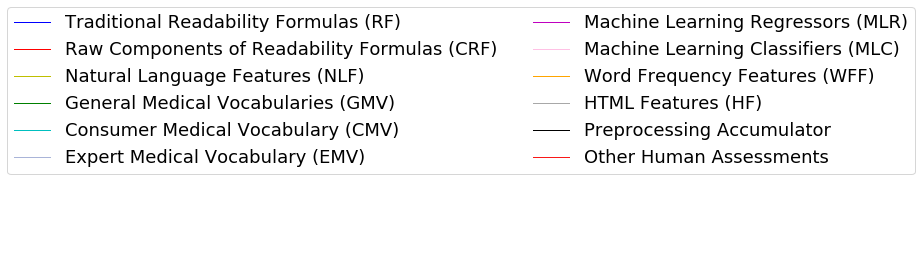 Traditional Readability Formulas (RF)
Raw Components of Readability Formulas (CRF)
Natural Language Features (NLF)
General Medical Vocabularies (GMV)
Consumer Medical Vocabulary (CMV)
Expert Medical Vocabulary (EMV)
Machine Learning Regressors (MLR)
Machine Learning Classifiers (MLC)
Word Frequency Features (WFF)
HTML Features (HF)
Preprocessing Accumulator
Other Human Assessments